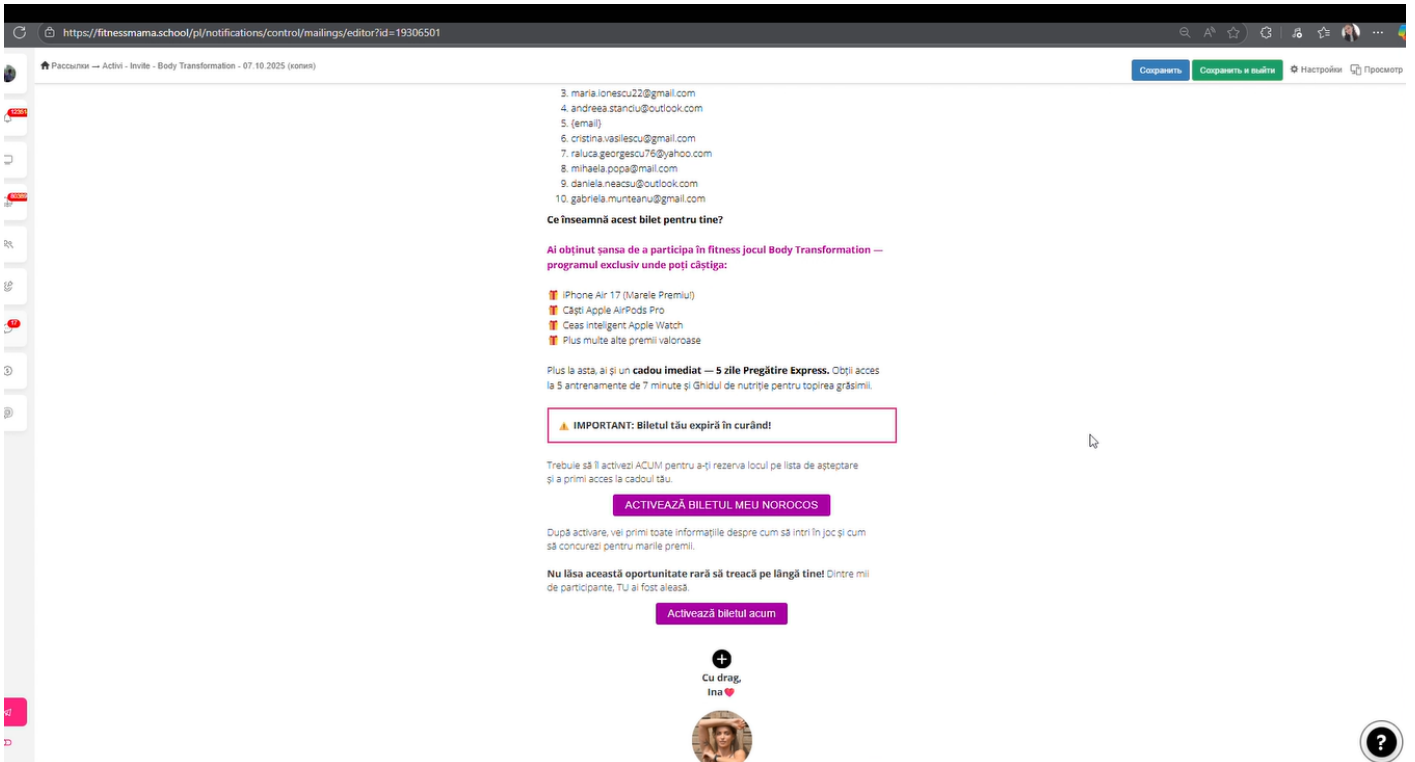 https://fitnessmama.school/pl/notifications/control/mailings/editor?id=19306501
Рассылки → Activi - Invite - Body Transformation - 07.10.2025 (копия)
Сохранить
Сохранить и выйти
Настройки
Просмотр
12361
80389
17
3. maria.ionescu22@gmail.com
4. andreea.stanciu@outlook.com
5. {email}
6. cristina.vasilescu@gmail.com
7. raluca.georgescu76@yahoo.com
8. mihaela.popa@mail.com
9. daniela.neacsu@outlook.com
10. gabriela.munteanu@gmail.com
Ce înseamnă acest bilet pentru tine?
Ai obținut șansa de a participa în fitness jocul Body Transformation —
programul exclusiv unde poți câștiga:
iPhone Air 17 (Marele Premiu!)
Căști Apple AirPods Pro
Ceas inteligent Apple Watch
Plus multe alte premii valoroase
Plus la asta, ai și un cadou imediat — 5 zile Pregătire Express. Obții acces
la 5 antrenamente de 7 minute și Ghidul de nutriție pentru topirea grăsimii.
IMPORTANT: Biletul tău expiră în curând!
Trebuie să îl activezi ACUM pentru a-ți rezerva locul pe lista de așteptare
și a primi acces la cadoul tău.
ACTIVEAZĂ BILETUL MEU NOROCOS
După activare, vei primi toate informațiile despre cum să intri în joc și cum
să concurezi pentru marile premii.
Nu lăsa această oportunitate rară să treacă pe lângă tine! Dintre mii
de participante, TU ai fost aleasă.
Activează biletul acum
Cu drag,
Ina
?